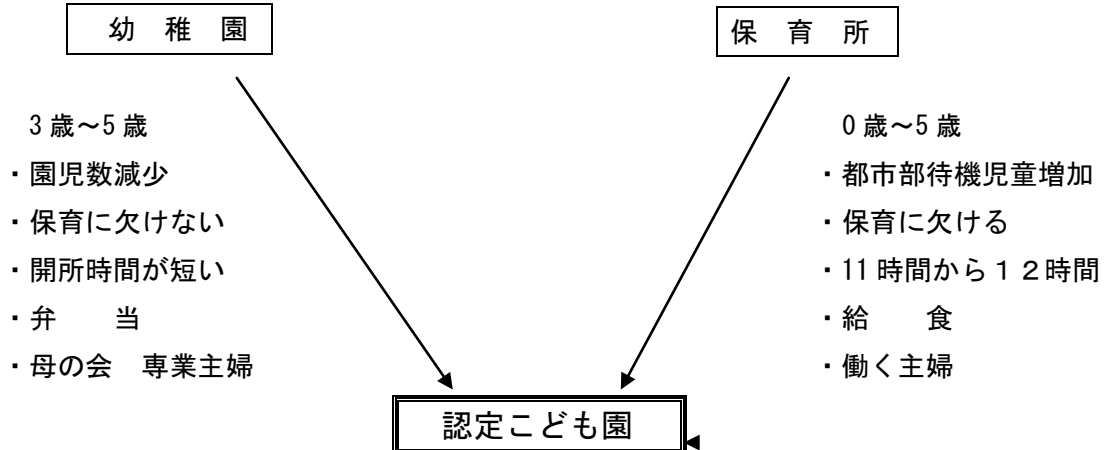 幼　稚　園
保　育　所
3歳～5歳
・園児数減少
・保育に欠けない
・開所時間が短い
・弁　　当
・母の会　専業主婦
0歳～5歳
・都市部待機児童増加
・保育に欠ける
・11時間から１２時間
・給　　食
・働く主婦
認定こども園